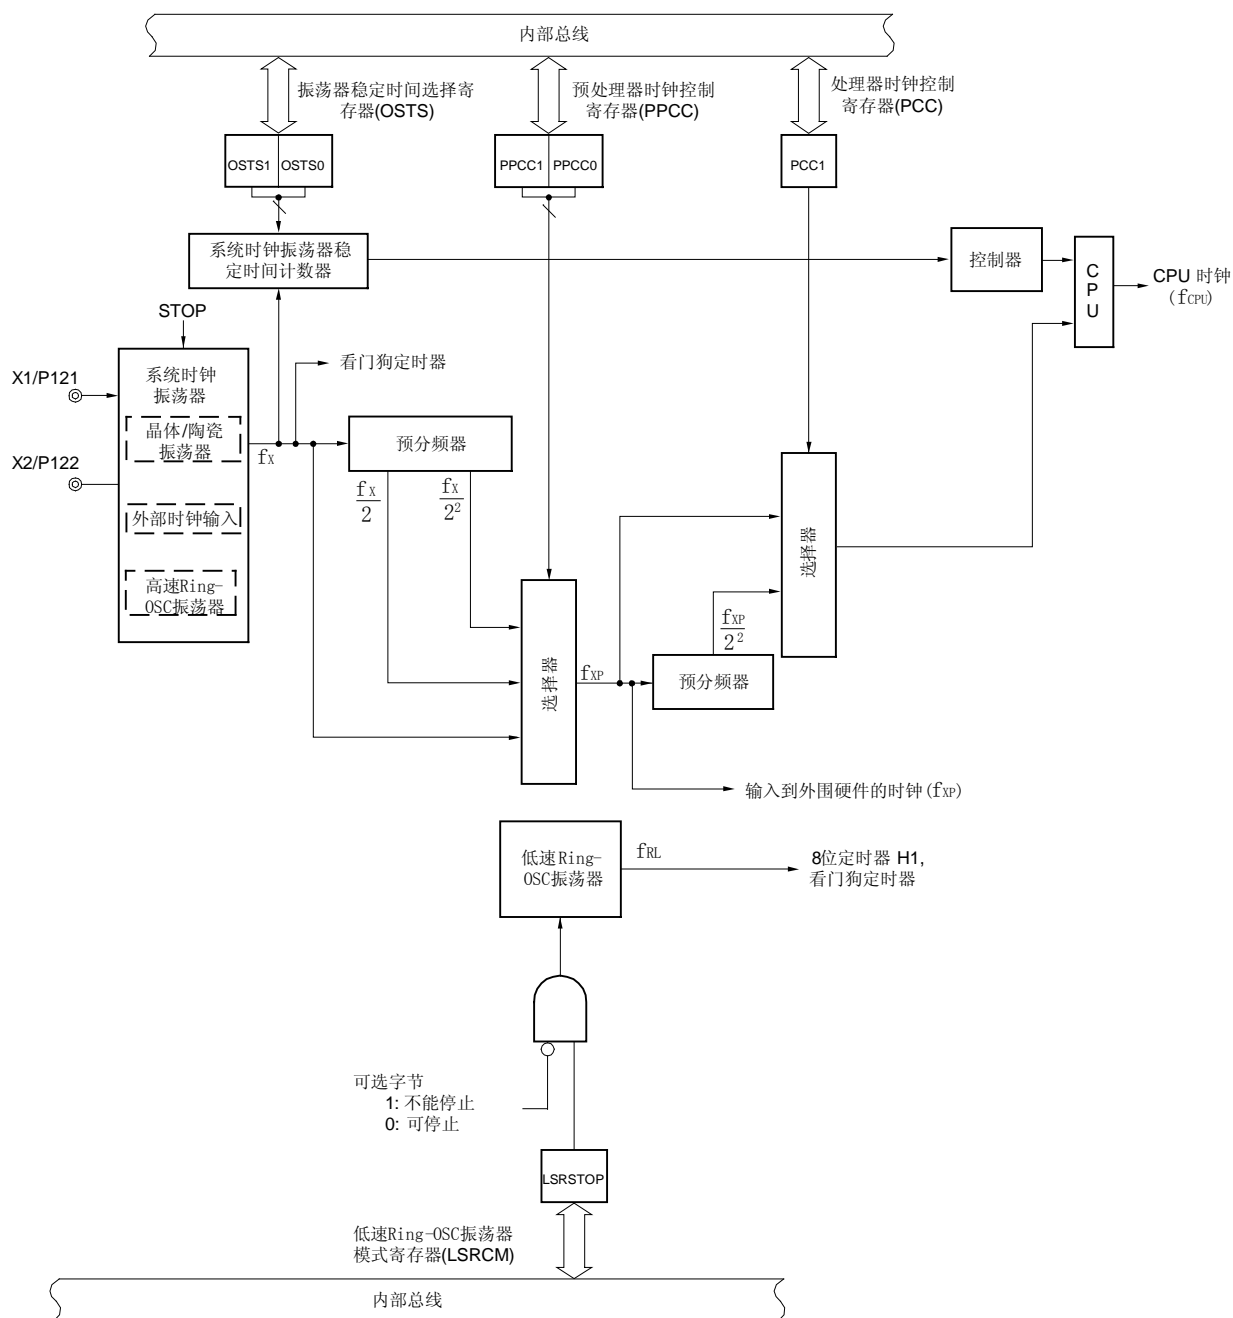 内部总线
振荡器稳定时间选择寄
存器(OSTS)
预处理器时钟控制
寄存器(PPCC)
处理器时钟控制
寄存器(PCC)
OSTS1 OSTS0
PPCC1 PPCC0
PCC1
系统时钟振荡器稳
定时间计数器
控制器
CPU
CPU 时钟
(fCPU)
STOP
看门狗定时器
X1/P121
系统时钟
振荡器
晶体/陶瓷
振荡器
fX
预分频器
X2/P122
fX/2
fX/2²
外部时钟输入
选择器
高速Ring-
OSC振荡器
fXP/2²
选择器
fXP
预分频器
输入到外围硬件的时钟(fXP)
低速Ring-
OSC振荡器
fRL
8位定时器 H1,
看门狗定时器
可选字节
1: 不能停止
0: 可停止
LSRSTOP
低速Ring-OSC振荡器
模式寄存器(LSRCM)
内部总线